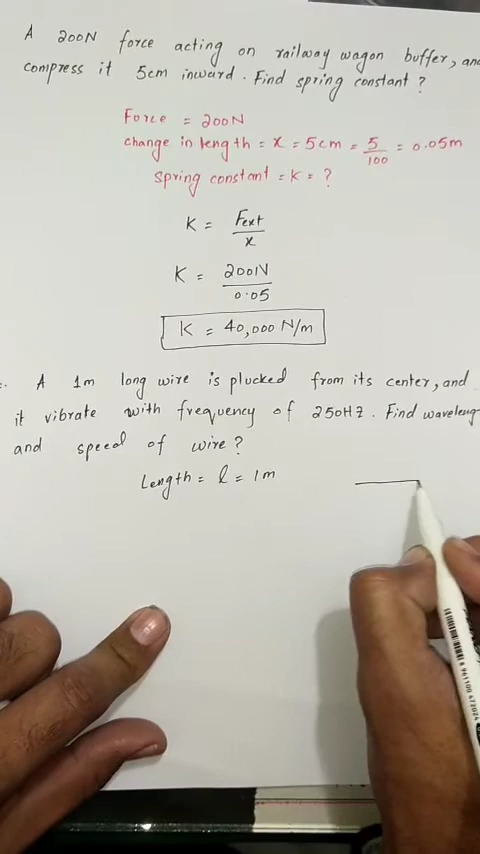 A 200N force acting on railway wagon buffer, and
compress it 5cm inward. Find spring constant?
Force = 200N
change in length = x = 5cm = 5/100 = 0.05m
spring constant = K = ?
K = Fext/x
K = 200N/0.05
K = 40,000 N/m
A 1m long wire is plucked from its center, and
it vibrate with frequency of 250HZ. Find waveleng
and speed of wire?
Length = l = 1m